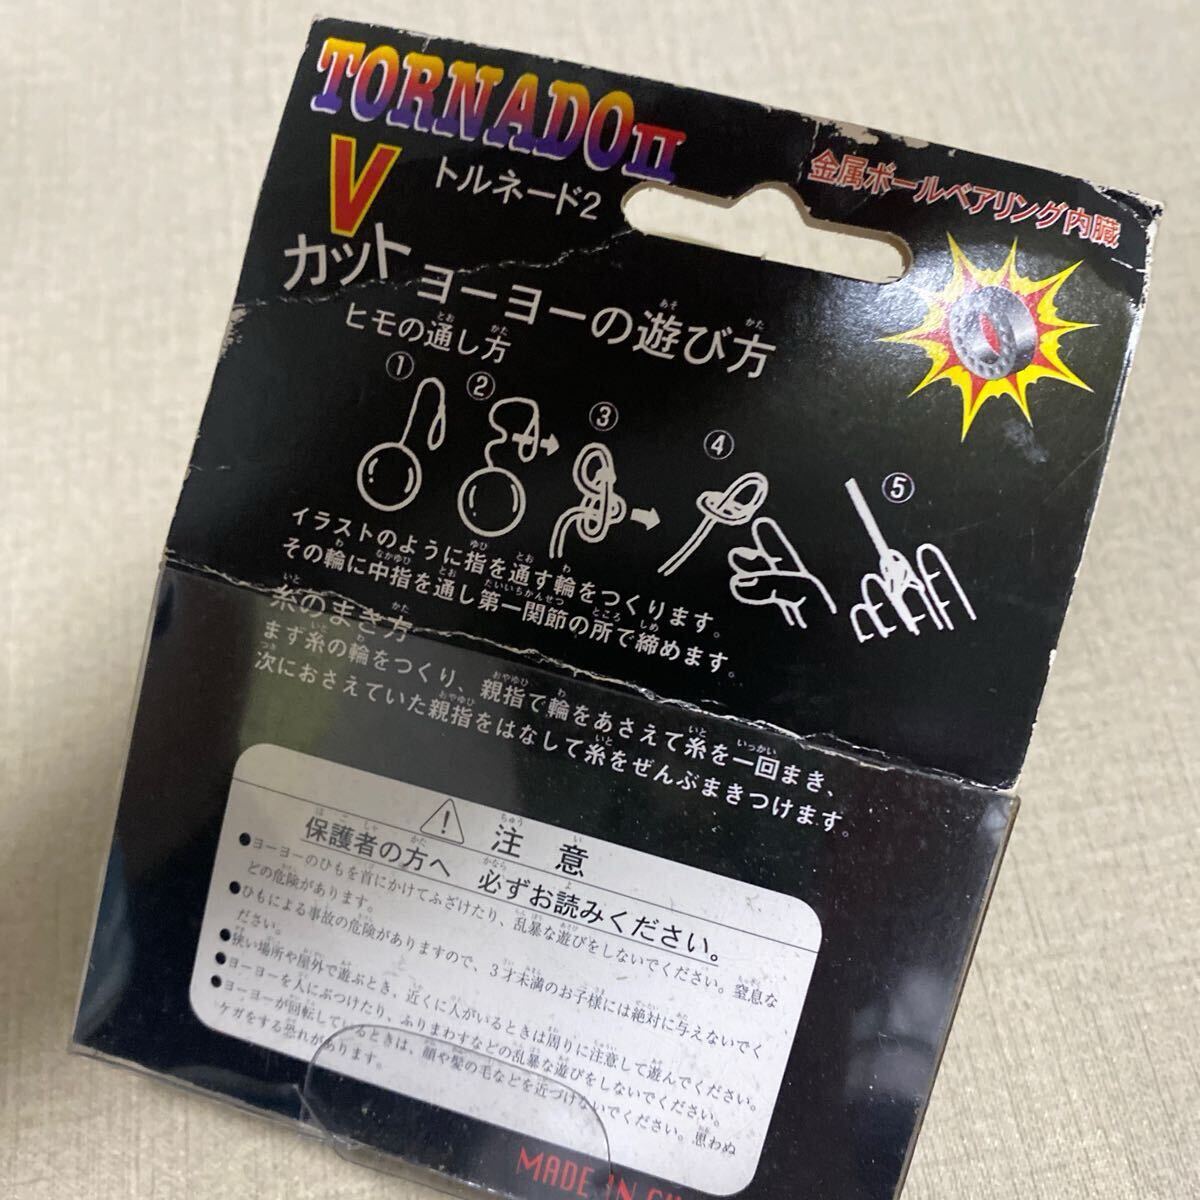 TORNADO II
トルネード2
金属ボールベアリング内臓
V
カット ヨーヨーの遊び方
ヒモの通し方
① ② ③ ④ ⑤
イラストのように指を通す輪をつくります。
その輪に中指を通し第一関節の所で締めます。
糸のまき方
まず糸の輪をつくり、親指で輪をあさえて糸を一回まき、
次におさえていた親指をはなして糸をぜんぶまきつけます。
注意
保護者の方へ 必ずお読みください。
●ヨーヨーのひもを首にかけてふざけたり、乱暴な遊びをしないでください。窒息な
どの危険があります。
●ひもによる事故の危険がありますので、3才未満のお子様には絶対に与えないでく
ださい。
●狭い場所や屋外で遊ぶとき、近くに人がいるときは周りに注意して遊んでください。
●ヨーヨーを人にぶつけたり、ふりまわすなどの乱暴な遊びをしないでください。
●ヨーヨーが回転しているときは、顔や髪の毛などを近づけないでください。思わぬ
ケガをする恐れがあります。
MADE IN